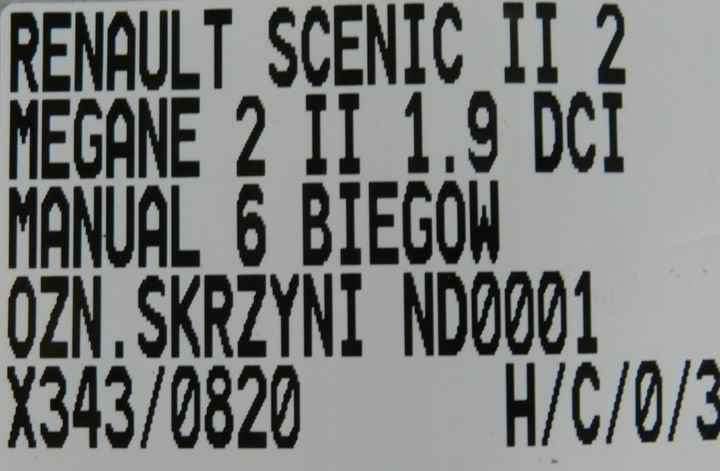 RENAULT SCENIC II 2
MEGANE 2 II 1.9 DCI
MANUAL 6 BIEGÓW
OZN.SKRZYNI ND0001
X343/0820 H/C/0/3